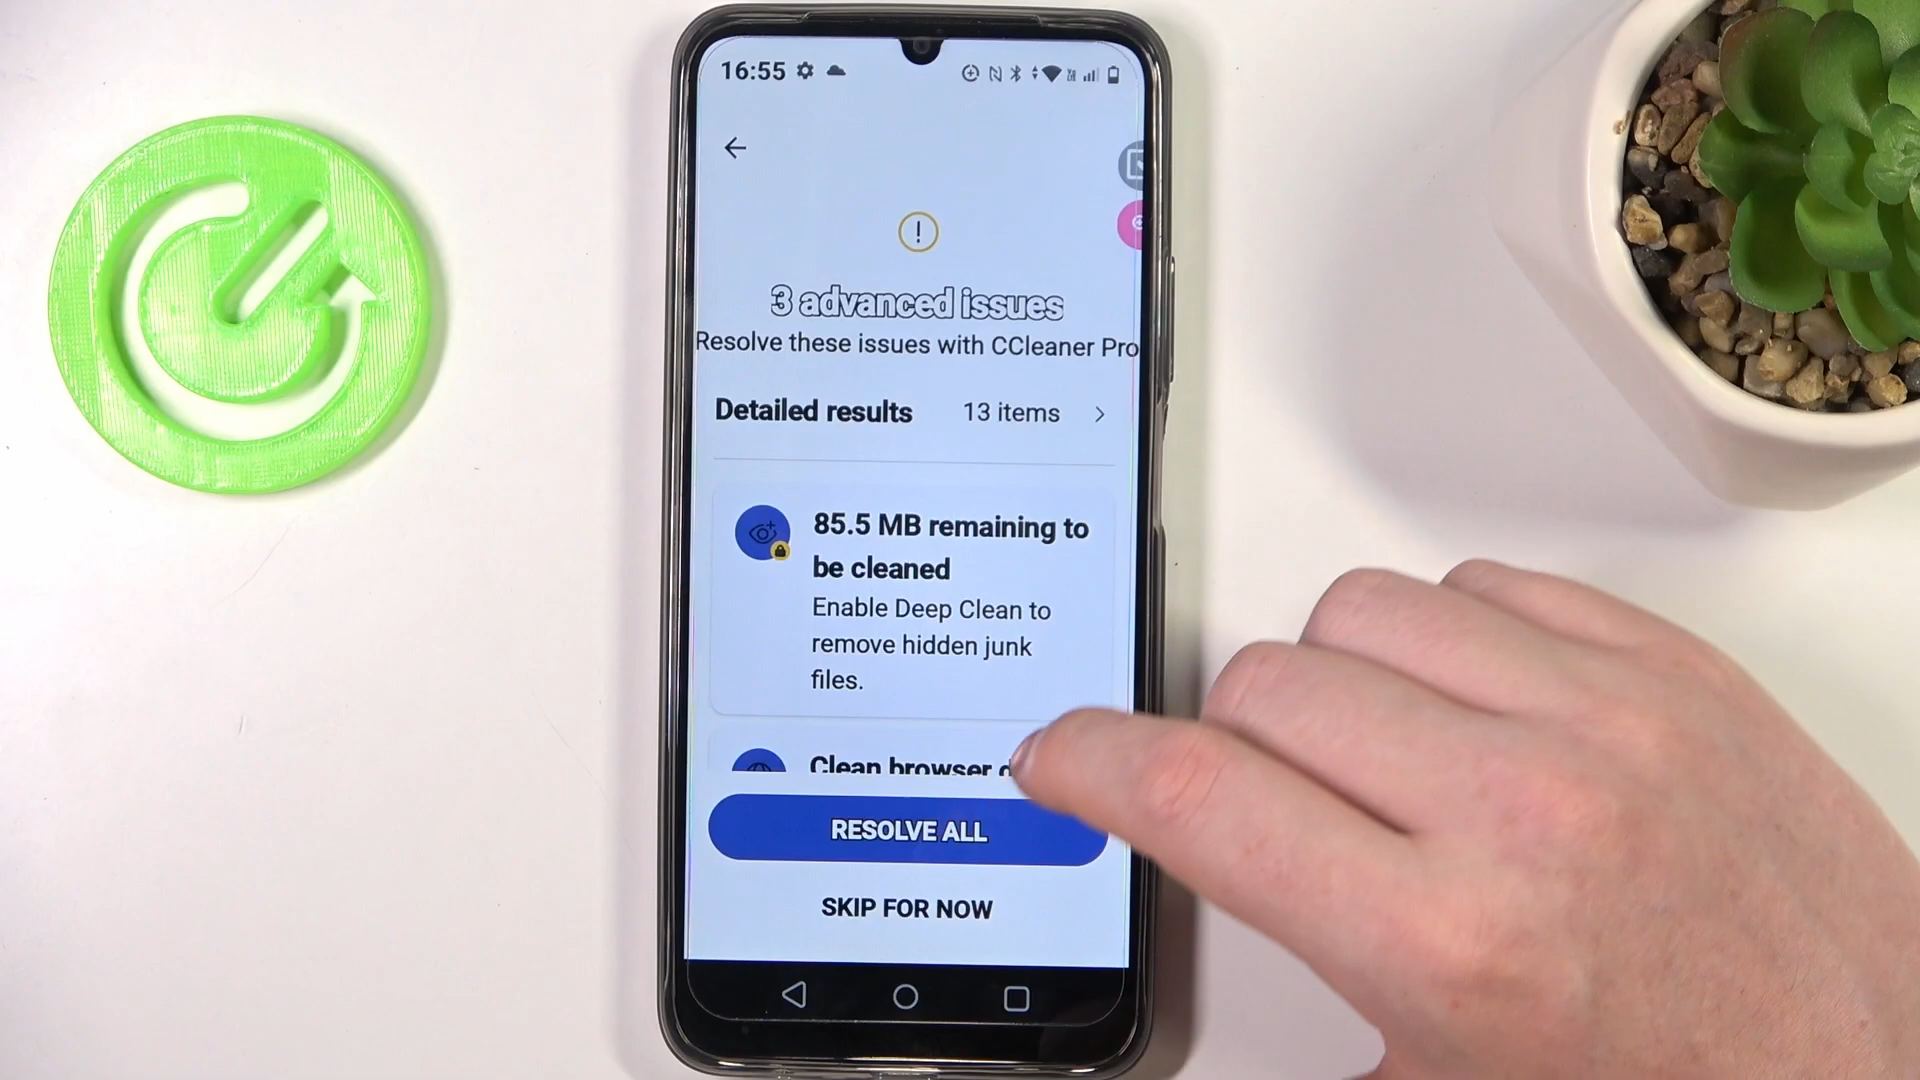 16:55
3 advanced issues
Resolve these issues with CCleaner Pro
Detailed results 13 items
85.5 MB remaining to
be cleaned
Enable Deep Clean to
remove hidden junk
files.
Clean browser
RESOLVE ALL
SKIP FOR NOW